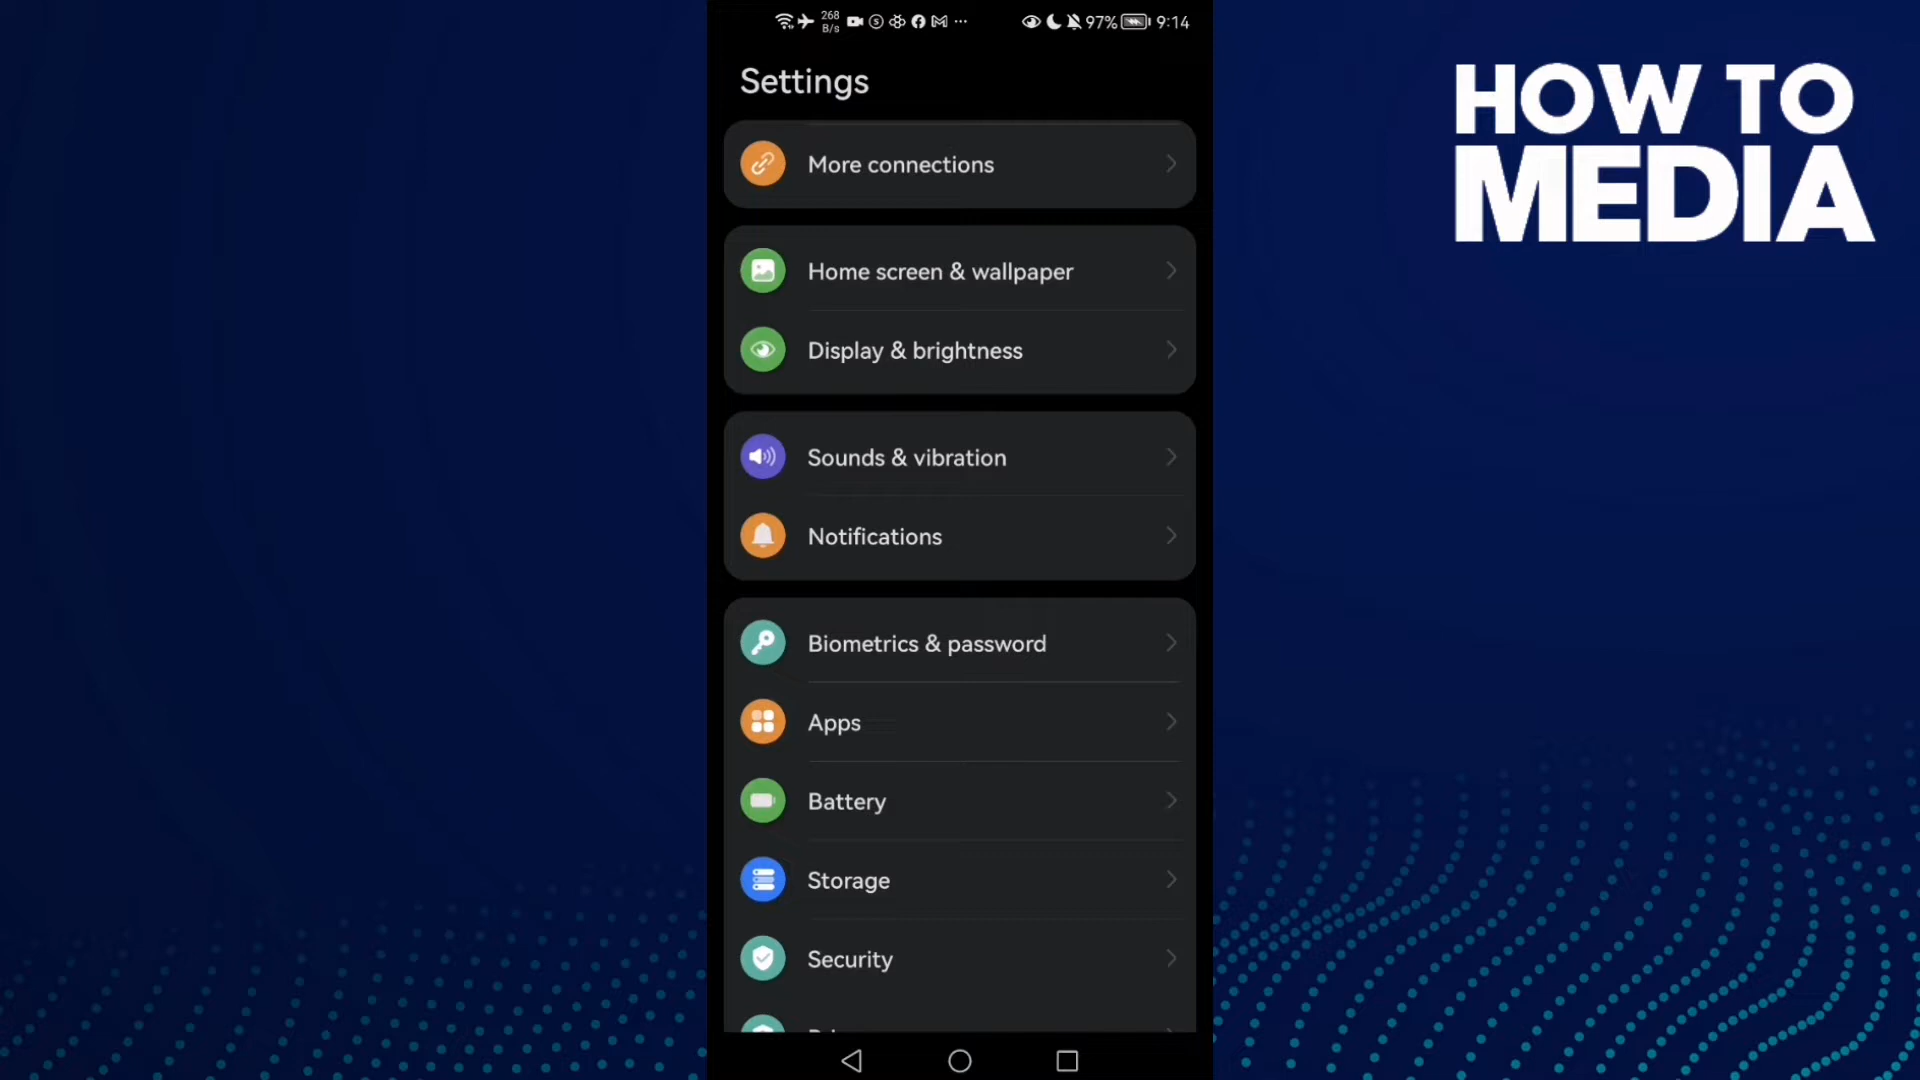 268
B/s
97%
9:14
Settings
More connections
Home screen & wallpaper
Display & brightness
Sounds & vibration
Notifications
Biometrics & password
Apps
Battery
Storage
Security
HOW TO
MEDIA